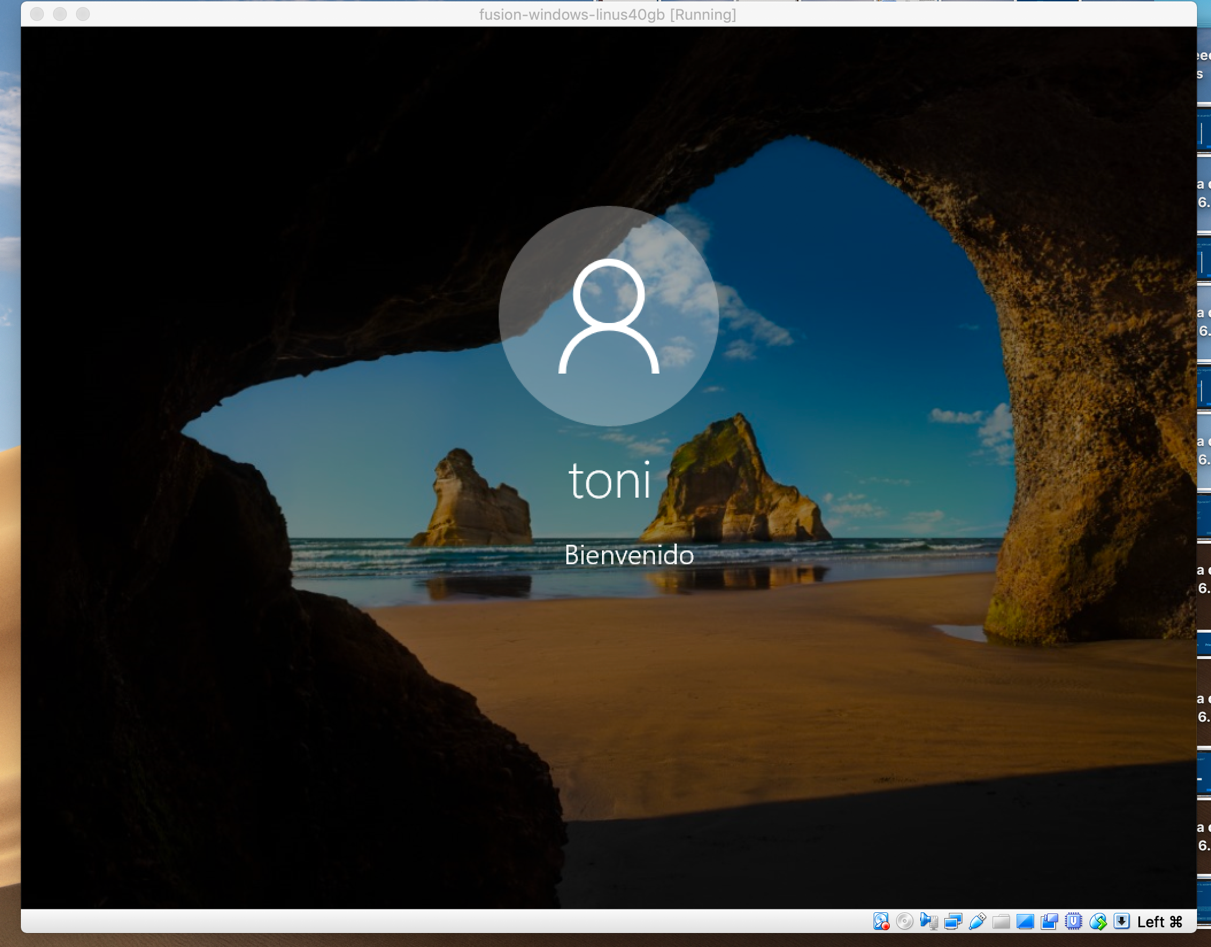 fusion-windows-linus40gb [Running]
toni
Bienvenido
Left ⌘